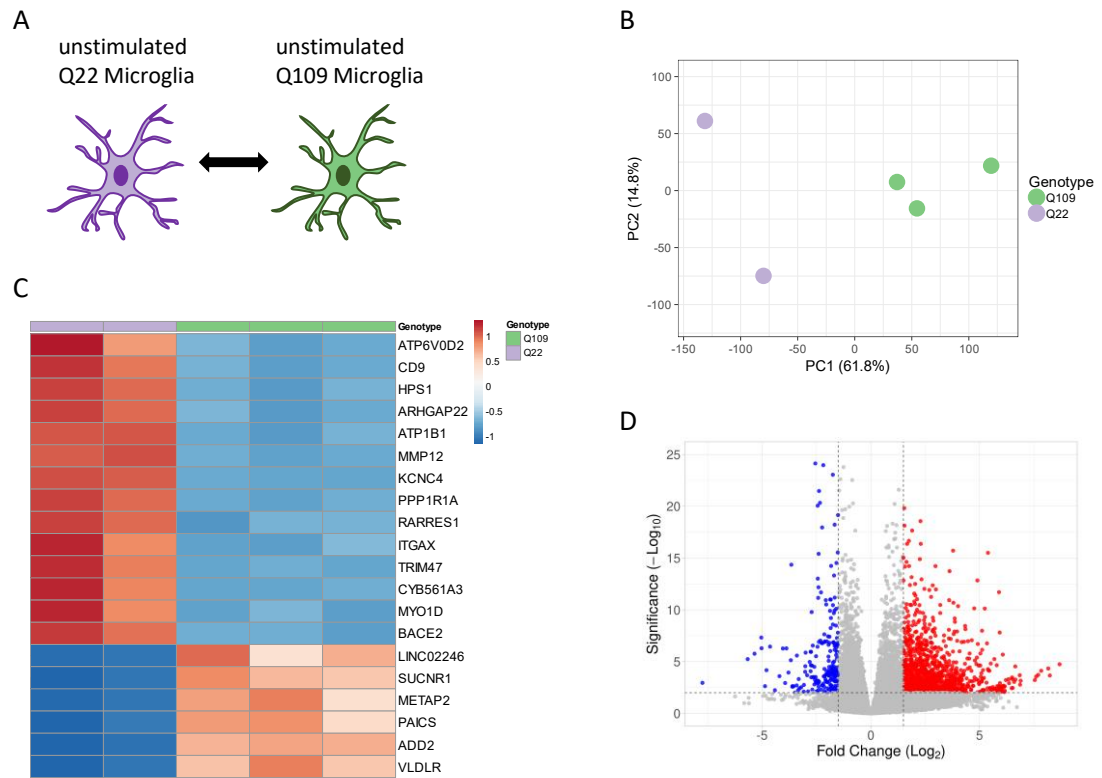 A
unstimulated
Q22 Microglia
unstimulated
Q109 Microglia
B
100
50
0
-50
-100
-150
-100
-50
0
50
100
PC2 (14.8%)
PC1 (61.8%)
Genotype
Q109
Q22
C
Genotype
ATP6V0D2
CD9
HPS1
ARHGAP22
ATP1B1
MMP12
KCNC4
PPP1R1A
RARRES1
ITGAX
TRIM47
CYB561A3
MYO1D
BACE2
LINC02246
SUCNR1
METAP2
PAICS
ADD2
VLDLR
1
0.5
0
-0.5
-1
Genotype
Q109
Q22
D
25
20
15
10
5
0
-5
0
5
Significance (−Log₁₀)
Fold Change (Log₂)